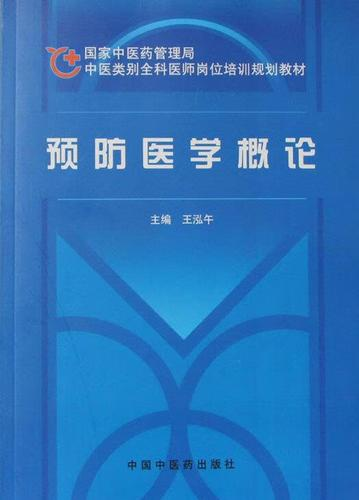 国家中医药管理局
中医类别全科医师岗位培训规划教材
预防医学概论
主编 王泓午
中国中医药出版社